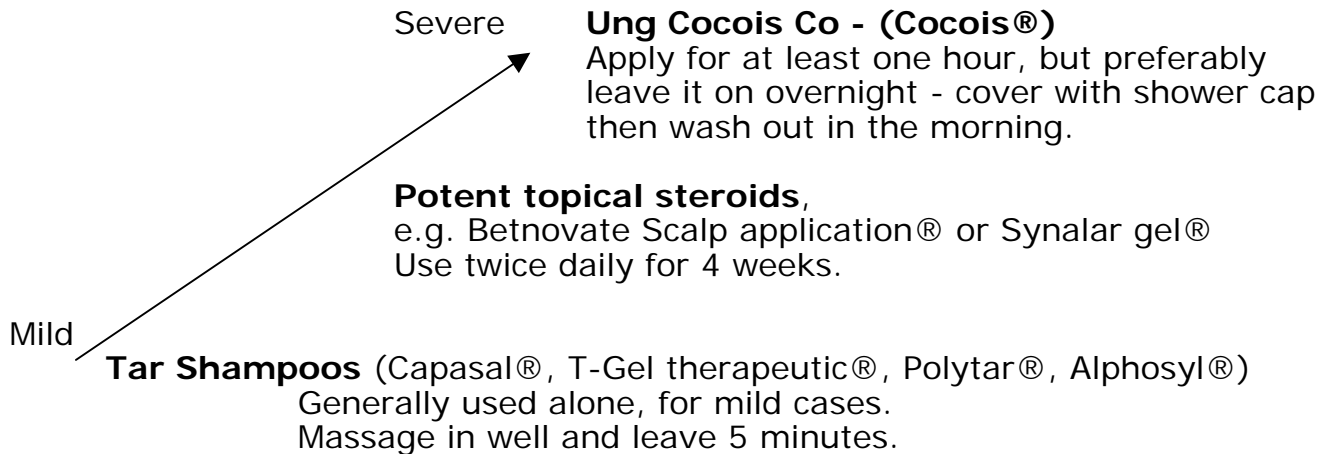 Severe Ung Cocois Co - (Cocois®)
Apply for at least one hour, but preferably
leave it on overnight - cover with shower cap
then wash out in the morning.
Potent topical steroids,
e.g. Betnovate Scalp application® or Synalar gel®
Use twice daily for 4 weeks.
Mild
Tar Shampoos (Capasal®, T-Gel therapeutic®, Polytar®, Alphosyl®)
Generally used alone, for mild cases.
Massage in well and leave 5 minutes.